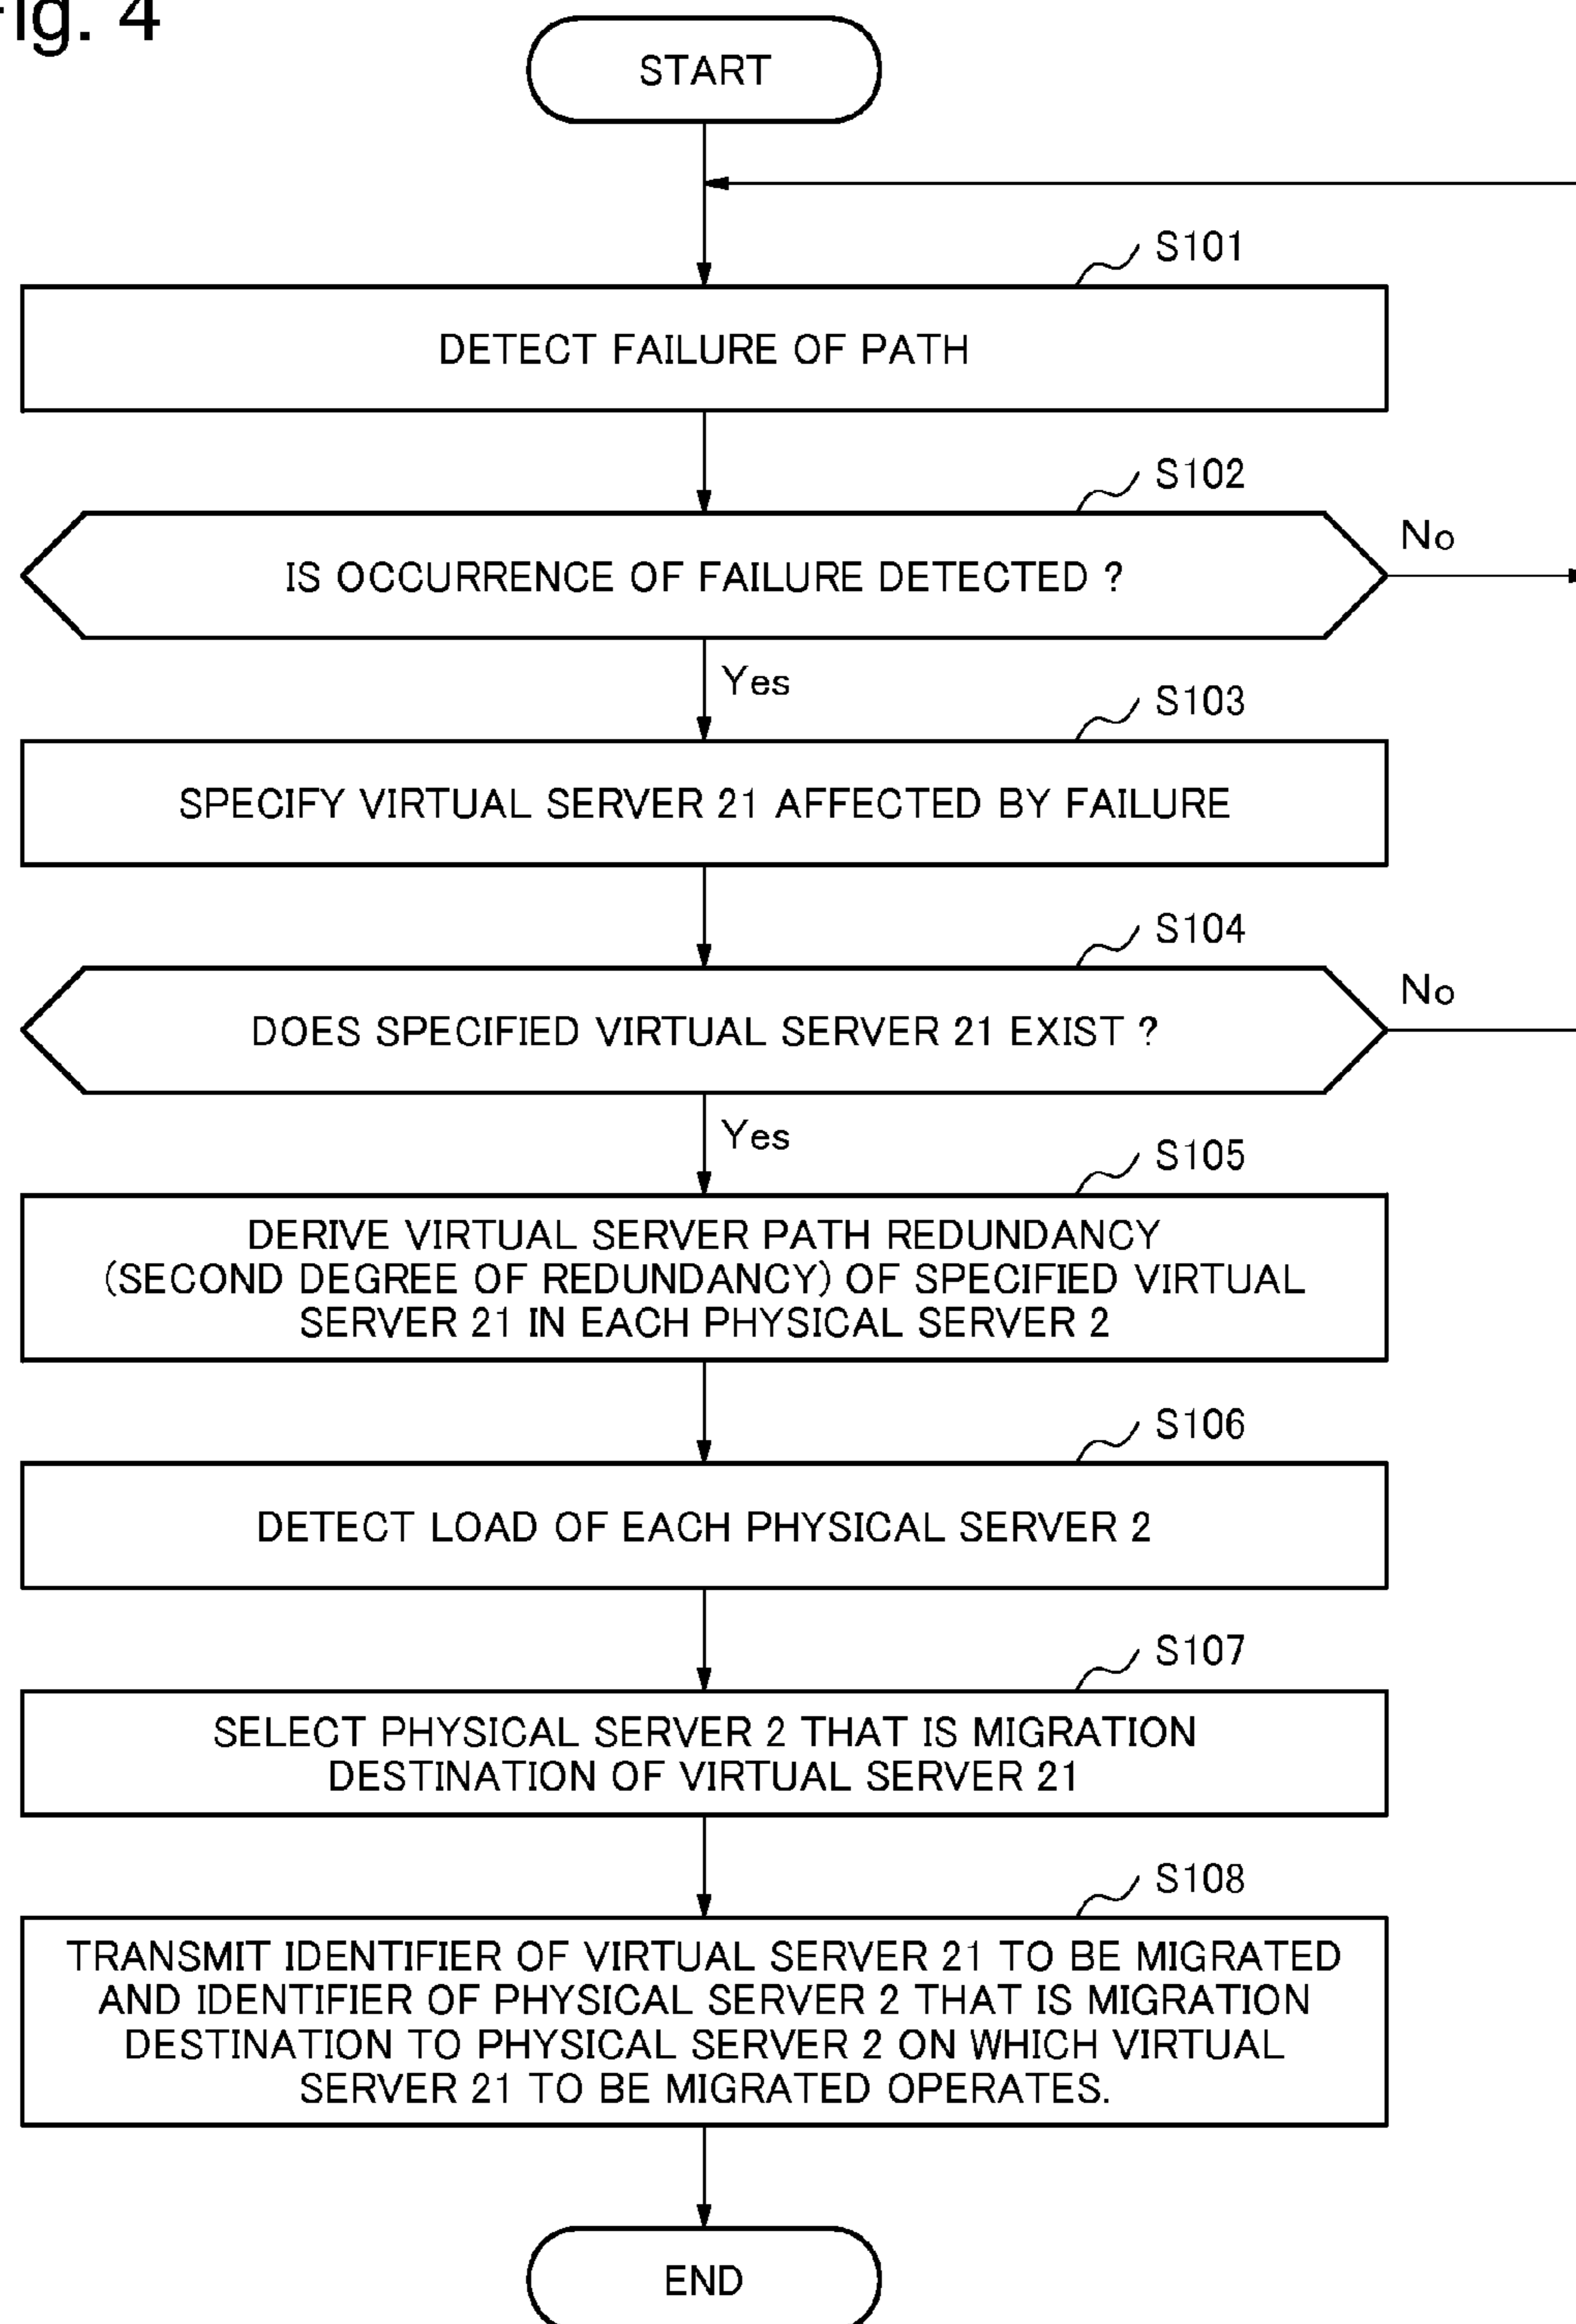 Fig. 4
START
S101
DETECT FAILURE OF PATH
S102
IS OCCURRENCE OF FAILURE DETECTED ?
No
Yes
S103
SPECIFY VIRTUAL SERVER 21 AFFECTED BY FAILURE
S104
DOES SPECIFIED VIRTUAL SERVER 21 EXIST ?
No
Yes
S105
DERIVE VIRTUAL SERVER PATH REDUNDANCY
(SECOND DEGREE OF REDUNDANCY) OF SPECIFIED VIRTUAL
SERVER 21 IN EACH PHYSICAL SERVER 2
S106
DETECT LOAD OF EACH PHYSICAL SERVER 2
S107
SELECT PHYSICAL SERVER 2 THAT IS MIGRATION
DESTINATION OF VIRTUAL SERVER 21
S108
TRANSMIT IDENTIFIER OF VIRTUAL SERVER 21 TO BE MIGRATED
AND IDENTIFIER OF PHYSICAL SERVER 2 THAT IS MIGRATION
DESTINATION TO PHYSICAL SERVER 2 ON WHICH VIRTUAL
SERVER 21 TO BE MIGRATED OPERATES.
END